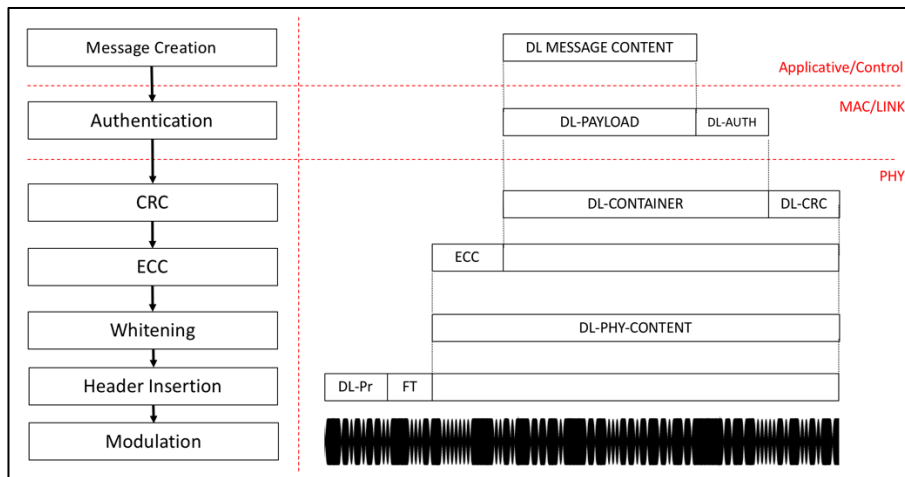 Message Creation
DL MESSAGE CONTENT
Applicative/Control
MAC/LINK
Authentication
DL-PAYLOAD
DL-AUTH
PHY
CRC
DL-CONTAINER
DL-CRC
ECC
ECC
Whitening
DL-PHY-CONTENT
Header Insertion
DL-Pr
FT
Modulation